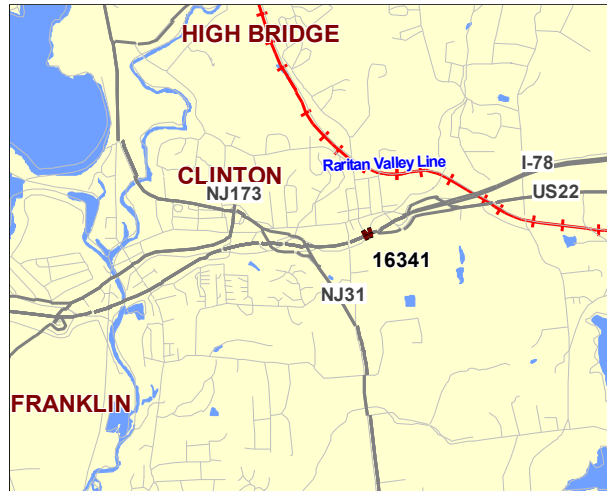 HIGH BRIDGE
Raritan Valley Line
I-78
CLINTON
US22
NJ173
16341
NJ31
FRANKLIN